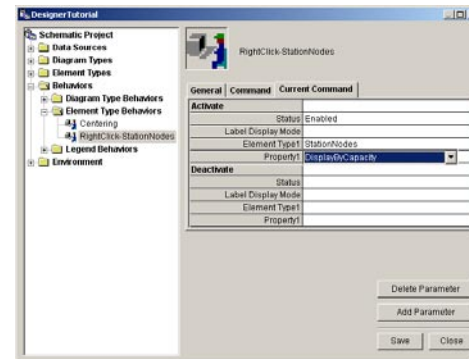 DesignerTutorial
Schematic Project
Data Sources
Diagram Types
Element Types
Behaviors
Diagram Type Behaviors
Element Type Behaviors
Centering
RightClick-StationNodes
Legend Behaviors
Environment
RightClick-StationNodes
General Command Current Command
Activate
Status Enabled
Label Display Mode
Element Type1 StationNodes
Property1 DisplayByCapacity
Deactivate
Status
Label Display Mode
Element Type1
Property1
Delete Parameter
Add Parameter
Save Close